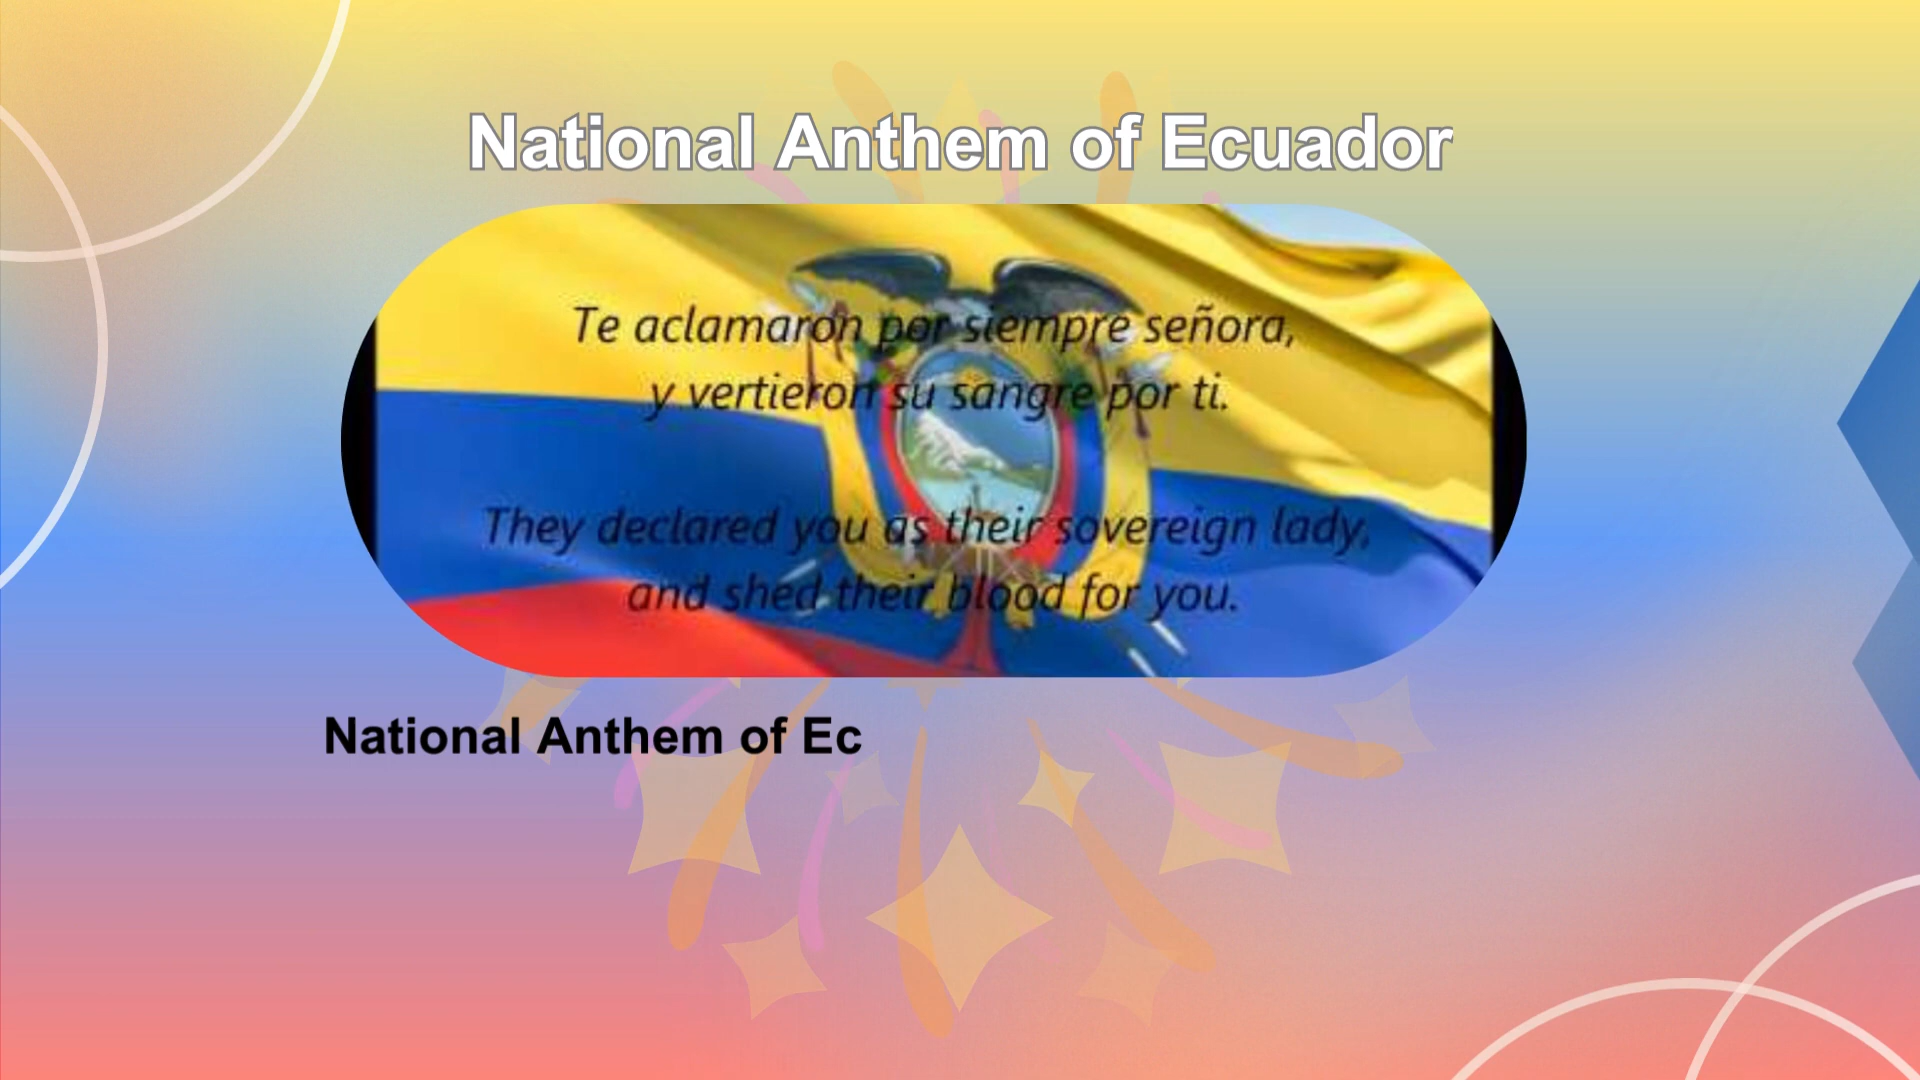 National Anthem of Ecuador
Te aclamaron por siempre señora,
y vertieron su sangre por ti.
They declared you as their sovereign lady,
and shed their blood for you.
National Anthem of Ec